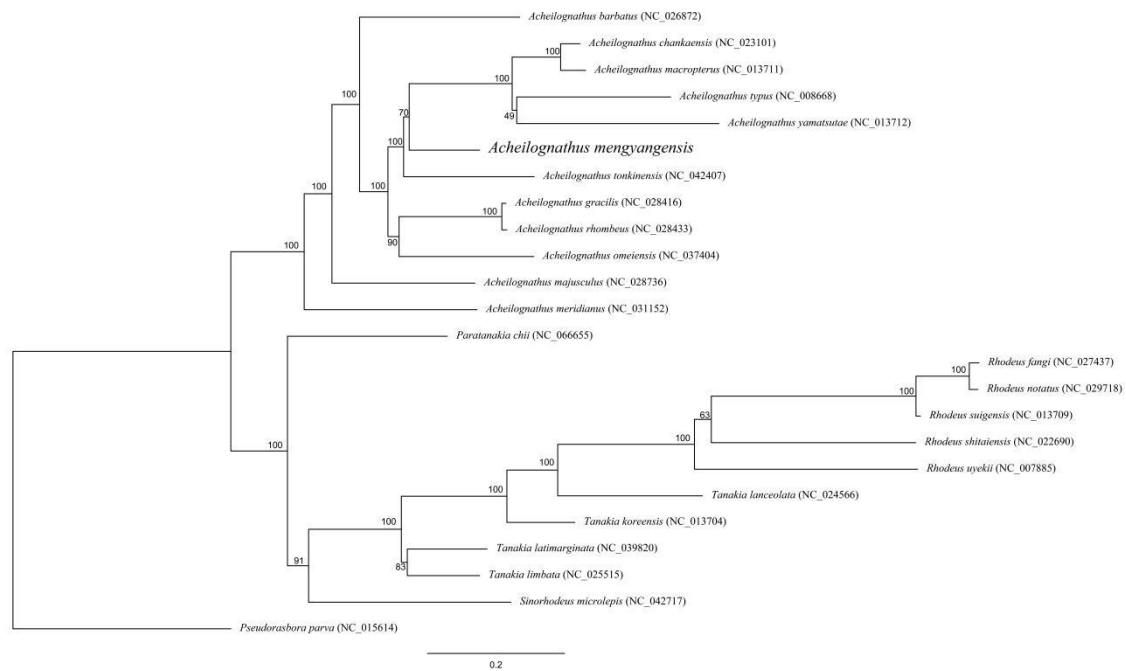 Acheilognathus barbatus (NC_026872)
Acheilognathus chankaensis (NC_023101)
100
Acheilognathus macropterus (NC_013711)
100
Acheilognathus typus (NC_008668)
100
70
49
Acheilognathus yamatsutae (NC_013712)
100
Acheilognathus mengyangensis
Acheilognathus tonkinensis (NC_042407)
100
100
Acheilognathus gracilis (NC_028416)
100
Acheilognathus rhombeus (NC_028433)
90
100
Acheilognathus omeiensis (NC_037404)
Acheilognathus majusculus (NC_028736)
Acheilognathus meridianus (NC_031152)
Paratanakia chii (NC_066655)
Rhodeus fangi (NC_027437)
100
Rhodeus notatus (NC_029718)
100
Rhodeus suigensis (NC_013709)
63
Rhodeus shitaiensis (NC_022690)
100
100
Rhodeus uyekii (NC_007885)
100
Tanakia lanceolata (NC_024566)
100
Tanakia koreensis (NC_013704)
100
Tanakia latimarginata (NC_039820)
91
83
Tanakia limbata (NC_025515)
Sinorhodeus microlepis (NC_042717)
Pseudorasbora parva (NC_015614)
0.2